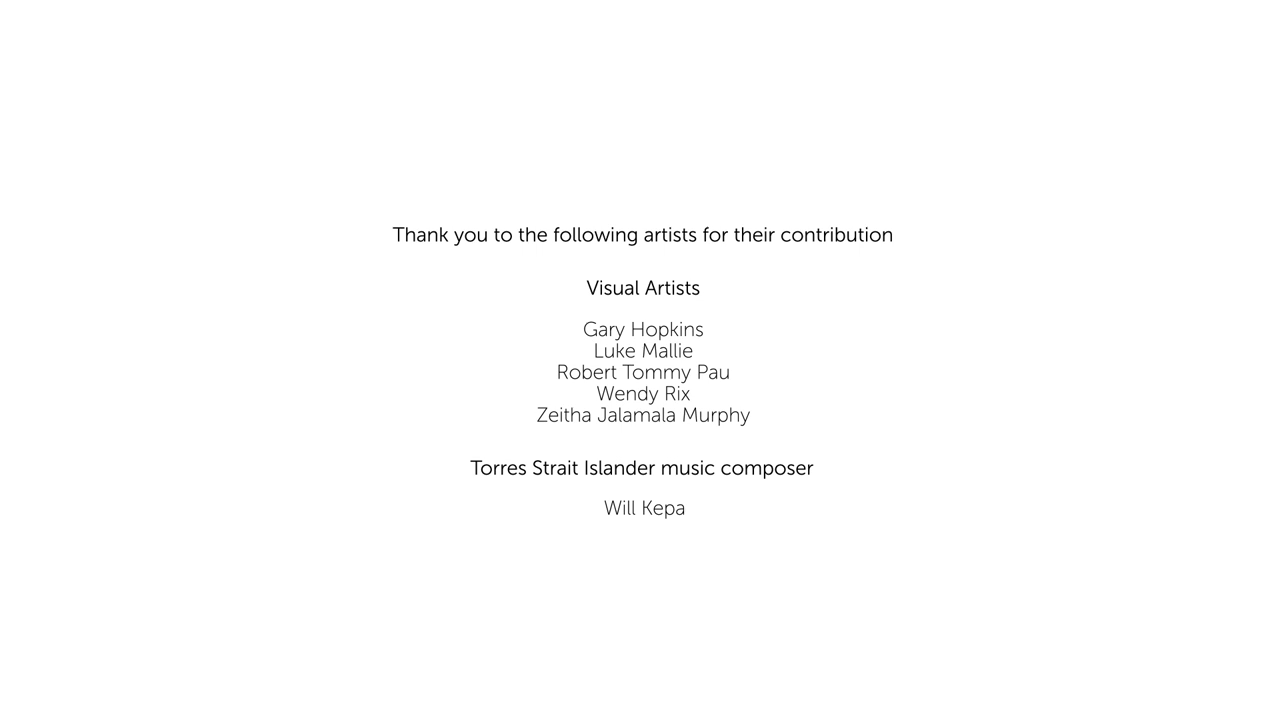 Thank you to the following artists for their contribution
Visual Artists
Gary Hopkins
Luke Mallie
Robert Tommy Pau
Wendy Rix
Zeitha Jalamala Murphy
Torres Strait Islander music composer
Will Kepa